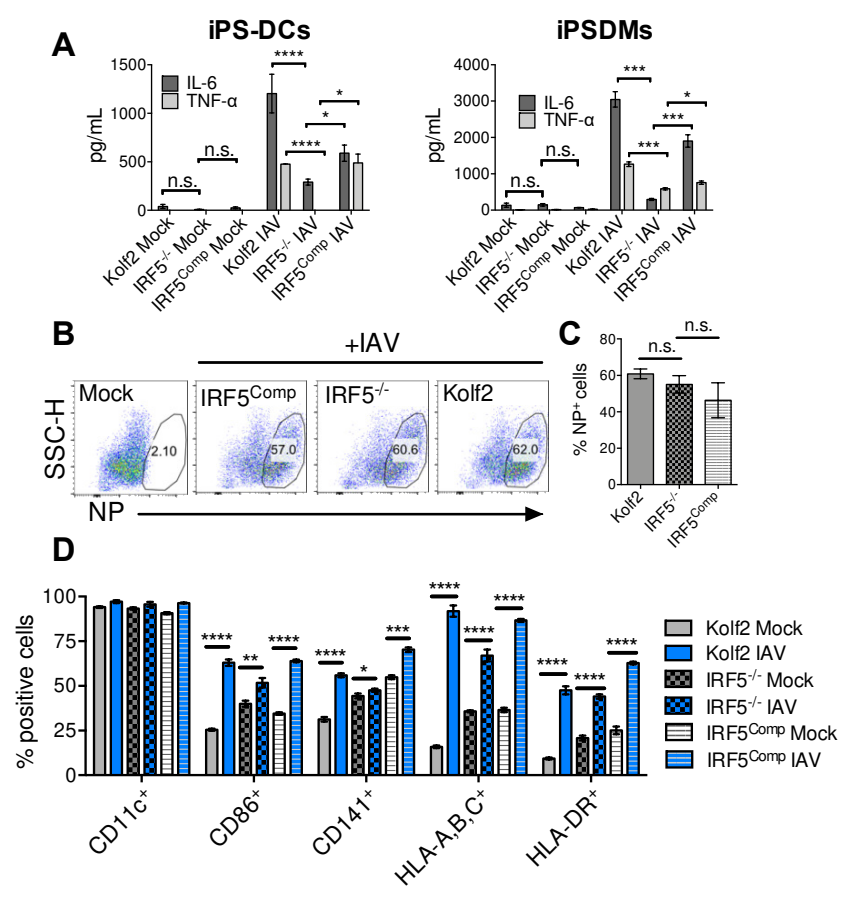 A
iPS-DCs
pg/mL
1500
1000
500
0
IL-6
TNF-α
n.s.
n.s.
****
****
*
*
Kolf2 Mock
IRF5-/- Mock
IRF5Comp Mock
Kolf2 IAV
IRF5-/- IAV
IRF5Comp IAV
iPSDMs
pg/mL
4000
3000
2000
1000
0
IL-6
TNF-α
n.s.
n.s.
***
***
***
*
Kolf2 Mock
IRF5-/- Mock
IRF5Comp Mock
Kolf2 IAV
IRF5-/- IAV
IRF5Comp IAV
B
+IAV
SSC-H
Mock
2.10
IRF5Comp
57.0
IRF5-/-
60.6
Kolf2
62.0
NP
C
% NP+ cells
80
60
40
20
0
n.s.
n.s.
Kolf2
IRF5-/-
IRF5Comp
D
% positive cells
100
75
50
25
0
****
**
****
****
*
***
****
****
****
****
****
****
CD11c+
CD86+
CD141+
HLA-A,B,C+
HLA-DR+
Kolf2 Mock
Kolf2 IAV
IRF5-/- Mock
IRF5-/- IAV
IRF5Comp Mock
IRF5Comp IAV